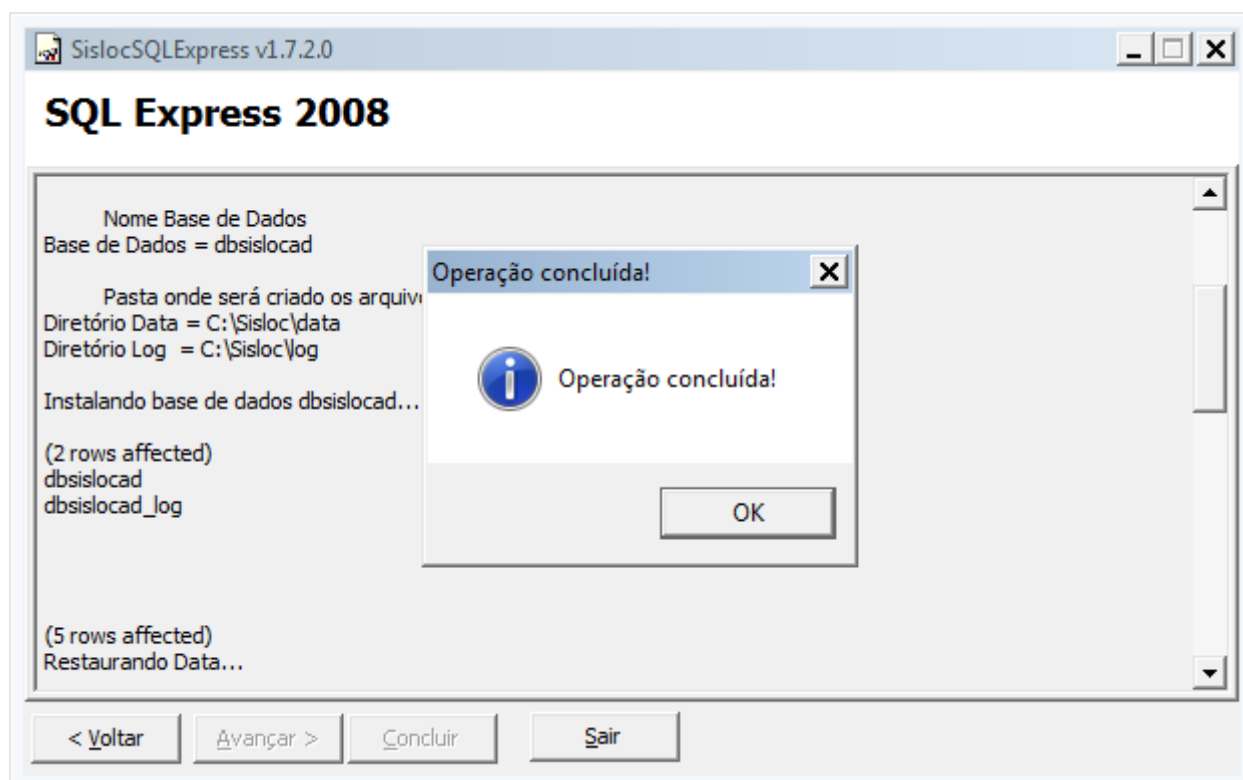 SislocSQLExpress v1.7.2.0
SQL Express 2008
Nome Base de Dados
Base de Dados = dbsislocad
Pasta onde será criado os arquiv
Diretório Data = C:\Sisloc\data
Diretório Log = C:\Sisloc\log
Instalando base de dados dbsislocad...
(2 rows affected)
dbsislocad
dbsislocad_log
(5 rows affected)
Restaurando Data...
Operação concluída!
Operação concluída!
OK
< Voltar
Avançar >
Concluir
Sair